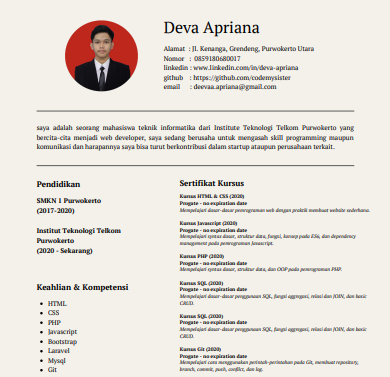 Deva Apriana
Alamat : Jl. Kenanga, Grendeng, Purwokerto Utara
Nomor : 0859180680017
linkedin : www.linkedin.com/in/deva-apriana
github : https://github.com/codemysister
email : deevaa.apriana@gmail.com
saya adalah seorang mahasiswa teknik informatika dari Institute Teknologi Telkom Purwokerto yang
bercita-cita menjadi web developer, saya sedang berusaha untuk mengasah skill programming maupun
komunikasi dan harapannya saya bisa turut berkontribusi dalam startup ataupun perusahaan terkait.
Pendidikan
SMKN 1 Purwokerto
(2017-2020)
Institut Teknologi Telkom
Purwokerto
(2020 - Sekarang)
Keahlian & Kompetensi
HTML
CSS
PHP
Javascript
Bootstrap
Laravel
Mysql
Git
Sertifikat Kursus
Kursus HTML & CSS (2020)
Progate - no expiration date
Mempelajari dasar-dasar pemrograman web dengan praktik membuat website sederhana.
Kursus Javascript (2020)
Progate - no expiration date
Mempelajari syntax dasar, struktur data, fungsi, konsep pada ES6, dan dependency
management pada pemrograman Javascript.
Kursus PHP (2020)
Progate - no expiration date
Mempelajari syntax dasar, struktur data, dan OOP pada pemrograman PHP.
Kursus SQL (2020)
Progate - no expiration date
Mempelajari dasar-dasar penggunaan SQL, fungsi aggregasi, relasi dan JOIN, dan basic
CRUD.
Kursus SQL (2020)
Progate - no expiration date
Mempelajari dasar-dasar penggunaan SQL, fungsi aggregasi, relasi dan JOIN, dan basic
CRUD.
Kursus Git (2020)
Progate - no expiration date
Mempelajari cara menggunakan perintah-perintah pada Git, membuat repository,
branch, commit, push, conflict, dan log.